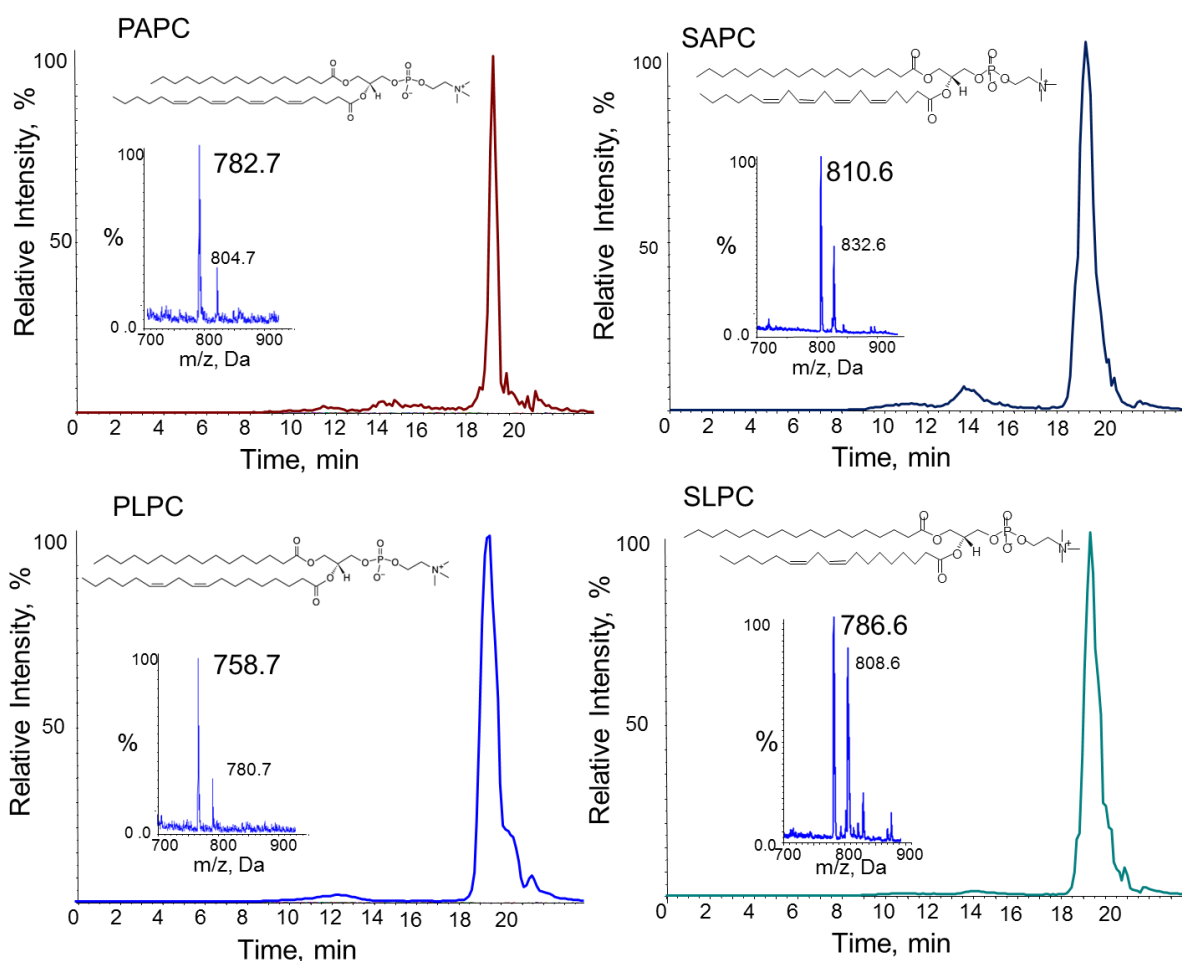 PAPC
100
50
Relative Intensity, %
O
O
O
O
P
O
O⁻
O
N⁺
H
O
100
782.7
%
804.7
0 .0
700 800 900
m/z, Da
0 2 4 6 8 10 12 14 16 18 20
Time, min
SAPC
100
50
Relative Intensity, %
O
O
O
O
P
O
O
O
N⁺
H
O
100
810.6
%
832.6
0 .0
700 800 900
m/z, Da
0 2 4 6 8 10 12 14 16 18 20
Time, min
PLPC
100
50
Relative Intensity, %
O
O
O
O
P
O
O⁻
O
N⁺
H
O
100
758.7
%
780.7
0 .0
700 800 900
m/z, Da
0 2 4 6 8 10 12 14 16 18 20
Time, min
SLPC
100
50
Relative Intensity, %
O
O
O
O
P
O
O
O
N⁺
H
O
100
786.6
808.6
%
0.0
700 800 900
m/z, Da
0 2 4 6 8 10 12 14 16 18 20
Time, min